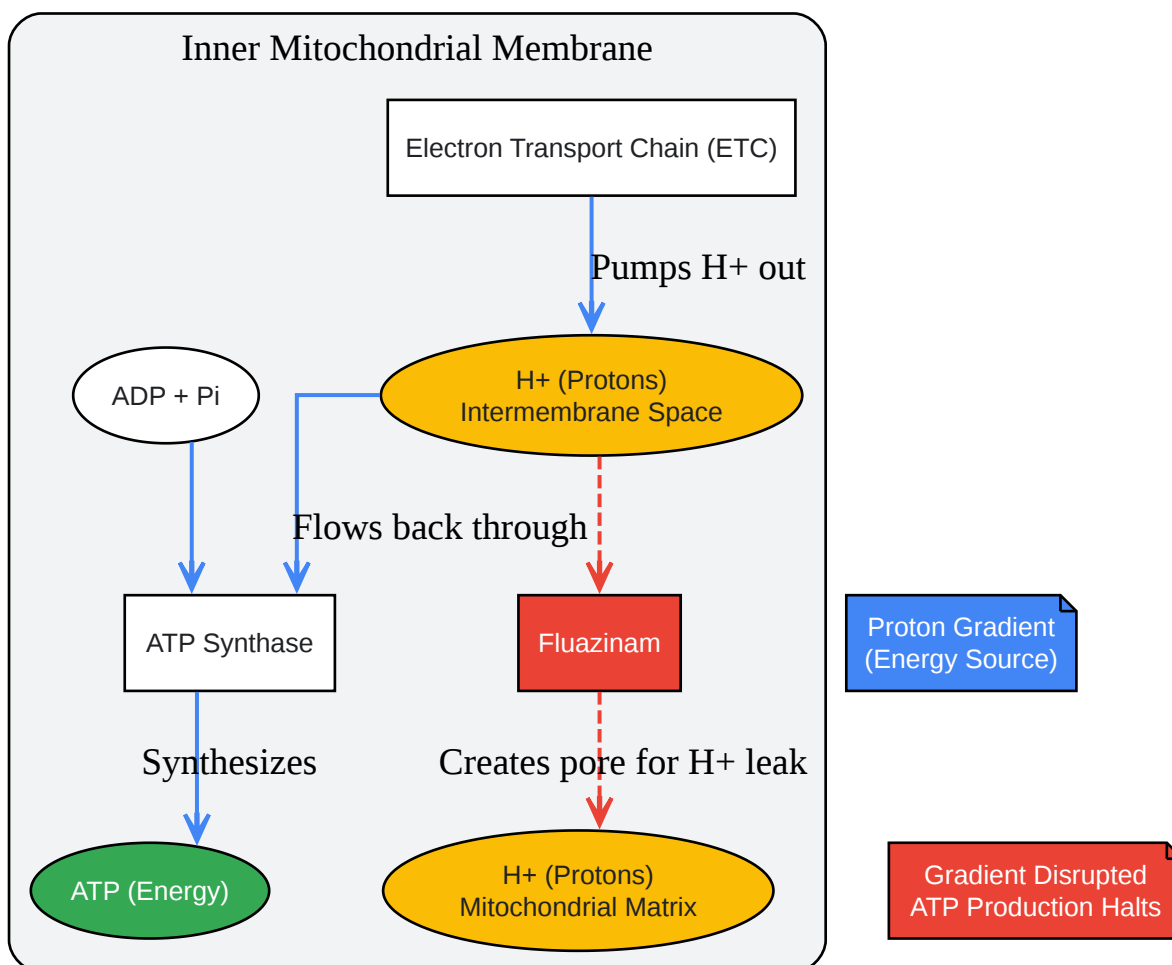 Inner Mitochondrial Membrane
Electron Transport Chain (ETC)
Pumps H+ out
ADP + Pi
H+ (Protons)
Intermembrane Space
Flows back through
ATP Synthase
Fluazinam
Proton Gradient
(Energy Source)
Synthesizes
Creates pore for H+ leak
ATP (Energy)
H+ (Protons)
Mitochondrial Matrix
Gradient Disrupted
ATP Production Halts